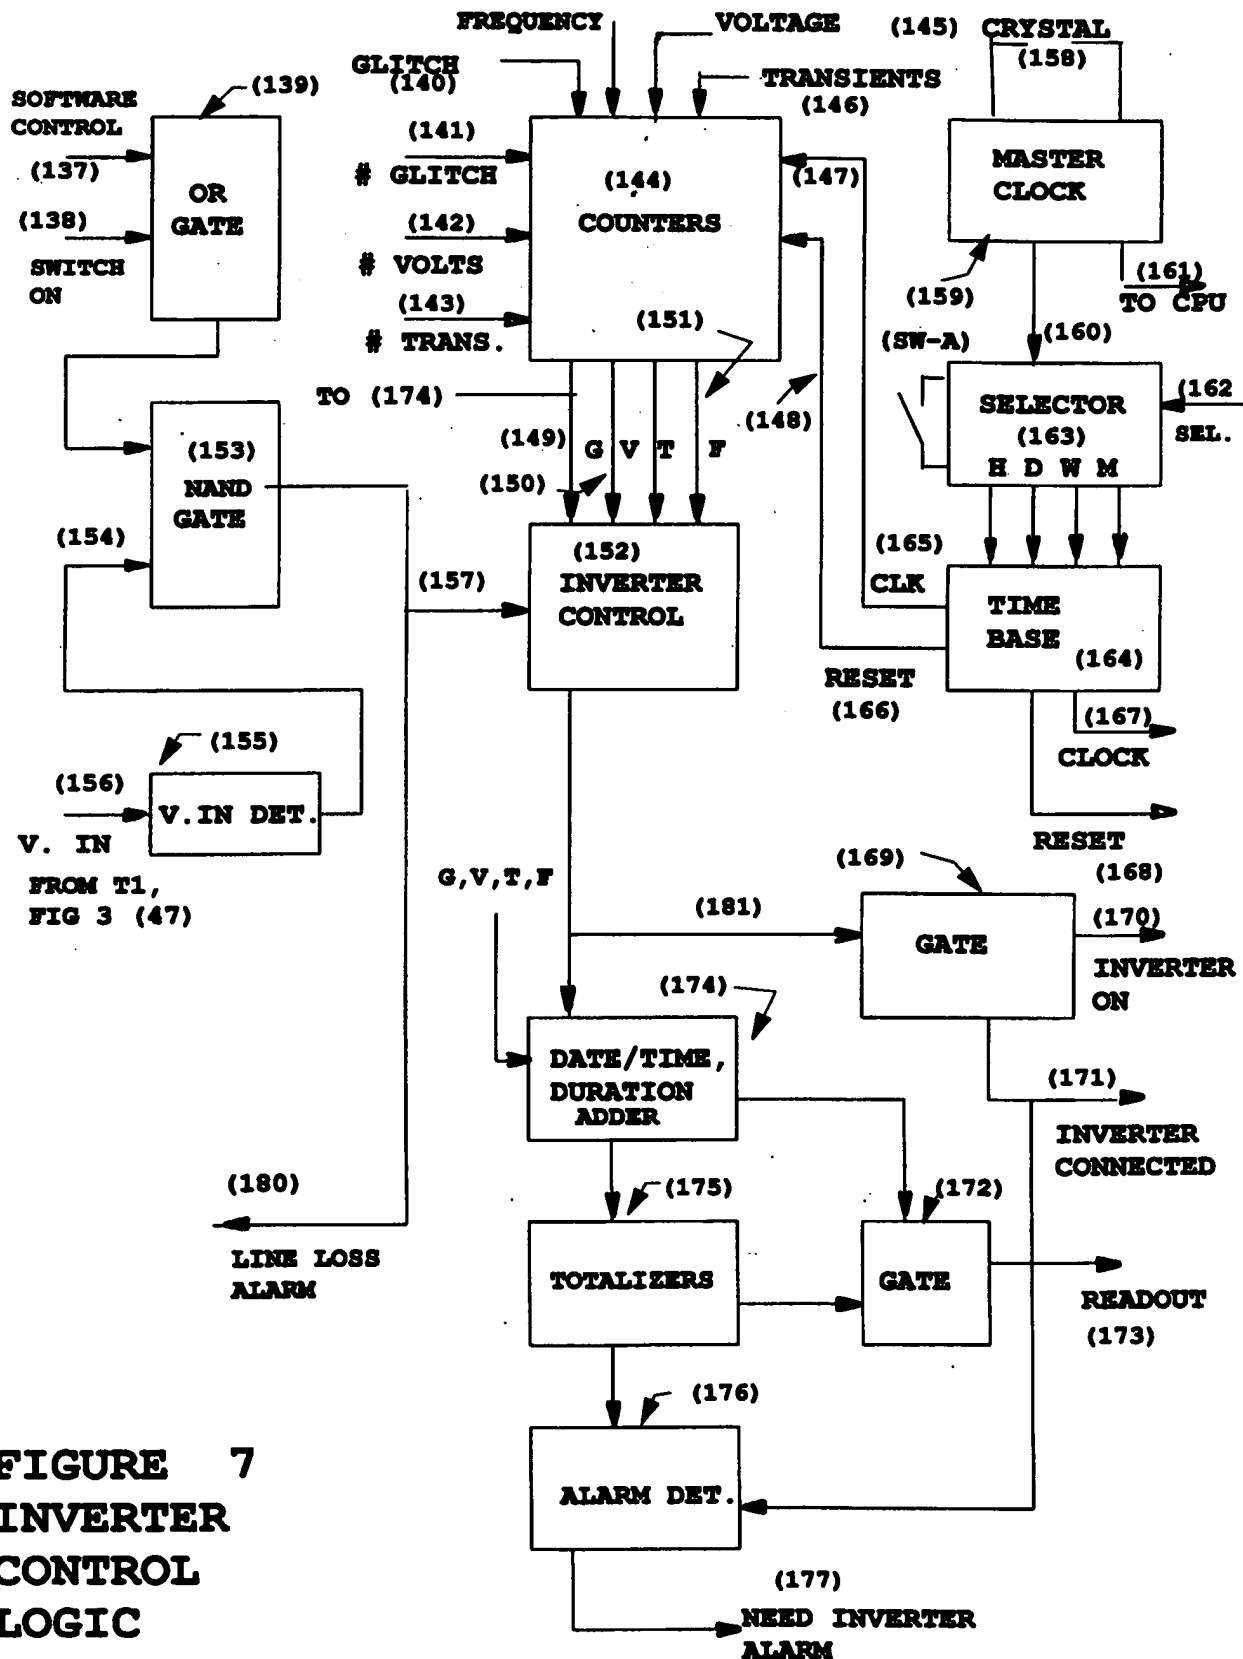 FREQUENCY
VOLTAGE
(145) CRYSTAL
(158)
GLITCH
(140)
TRANSIENTS
(146)
(139)
SOFTWARE
CONTROL
(137)
(138)
SWITCH
ON
OR
GATE
(141)
# GLITCH
(142)
# VOLTS
(143)
# TRANS.
(144)
COUNTERS
(147)
MASTER
CLOCK
(159)
(161)
TO CPU
(160)
(151)
(SW-A)
TO (174)
(148)
SELECTOR
(163)
H D W M
(162
SEL.
(149)
G V T F
(150)
(153)
NAND
GATE
(154)
(157)
(152)
INVERTER
CONTROL
(165)
CLK
TIME
BASE
(164)
RESET
(166)
(167)
CLOCK
RESET
(168)
(155)
(156)
V. IN
V.IN DET.
FROM T1,
FIG 3 (47)
G,V,T,F
(181)
(169)
GATE
(170)
INVERTER
ON
(174)
DATE/TIME,
DURATION
ADDER
(171)
INVERTER
CONNECTED
(180)
LINE LOSS
ALARM
(175)
TOTALIZERS
(172)
GATE
READOUT
(173)
(176)
ALARM DET.
(177)
NEED INVERTER
ALARM
FIGURE 7
INVERTER
CONTROL
LOGIC